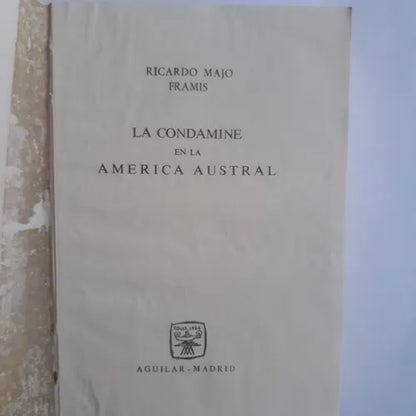 RICARDO MAJO
FRAMIS
LA CONDAMINE
EN LA
AMERICA AUSTRAL
AGUILAR-MADRID